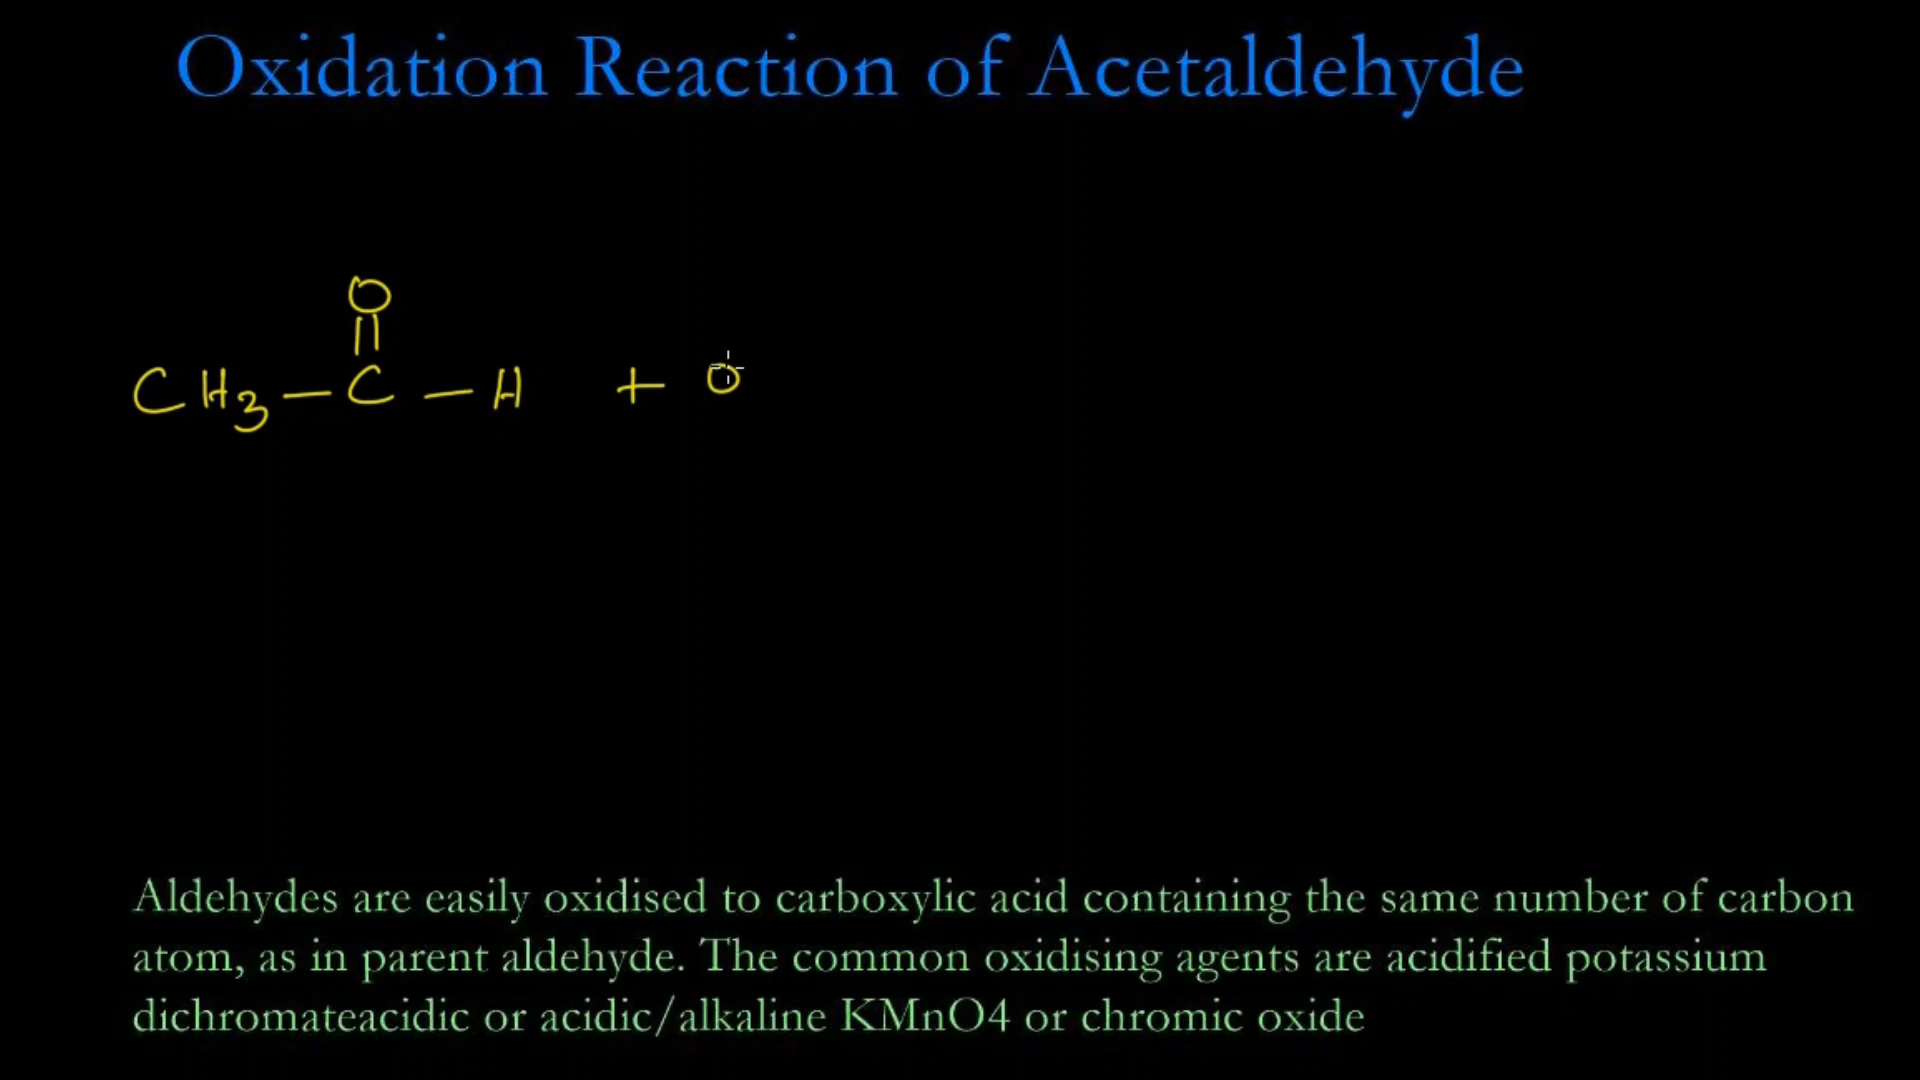 Oxidation Reaction of Acetaldehyde
O
||
CH3 — C — H + O
Aldehydes are easily oxidised to carboxylic acid containing the same number of carbon
atom, as in parent aldehyde. The common oxidising agents are acidified potassium
dichromateacidic or acidic/alkaline KMnO4 or chromic oxide